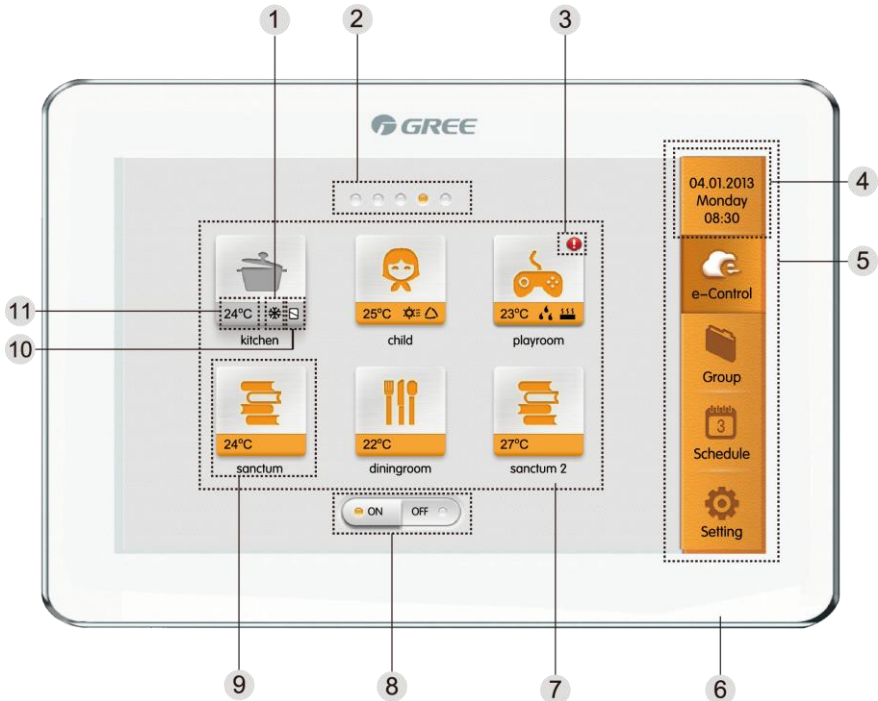 1
2
3
GREE
04.01.2013
Monday
08:30
4
5
e-Control
11
24°C
25°C
23°C
10
kitchen
child
playroom
Group
3
Schedule
24°C
22°C
27°C
sanctum
diningroom
sanctum 2
ON
OFF
Setting
9
8
7
6